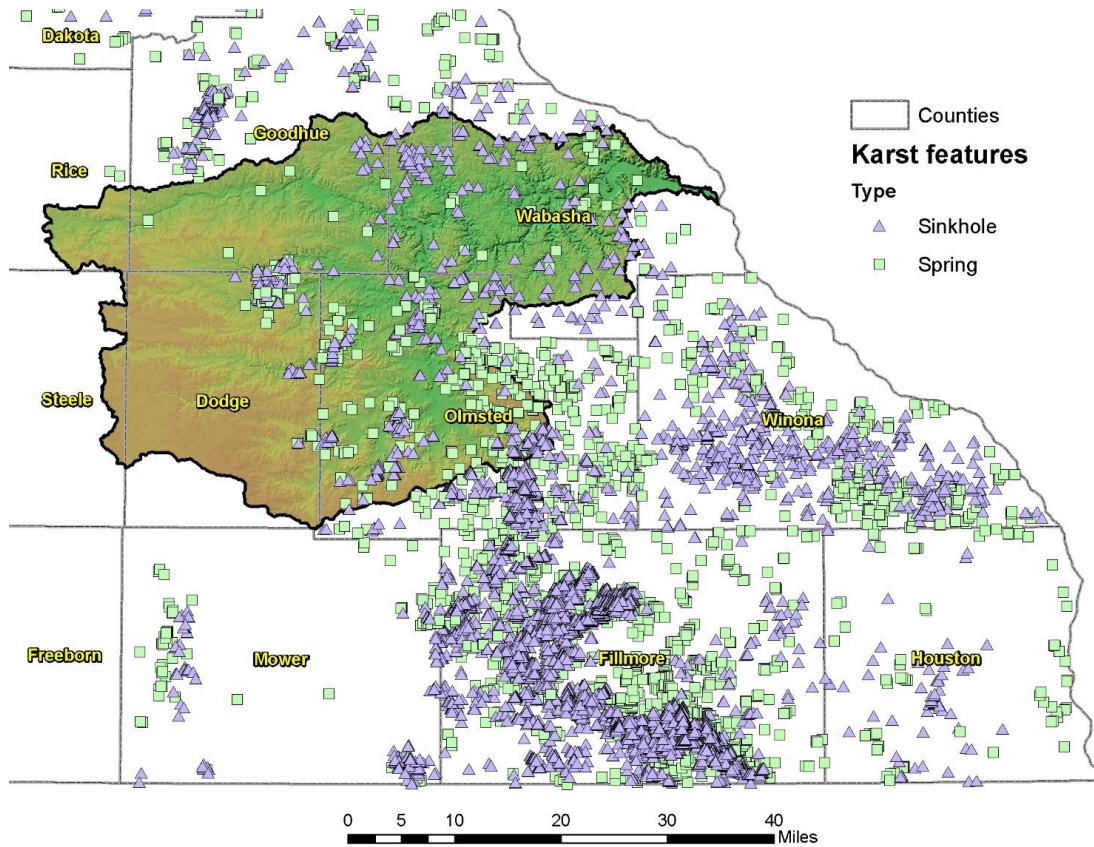 Dakota
Goodhue
Rice
Wabasha
Steele
Dodge
Olmsted
Winona
Freeborn
Mower
Fillmore
Houston
Counties
Karst features
Type
Sinkhole
Spring
0 5 10 20 30 40
Miles